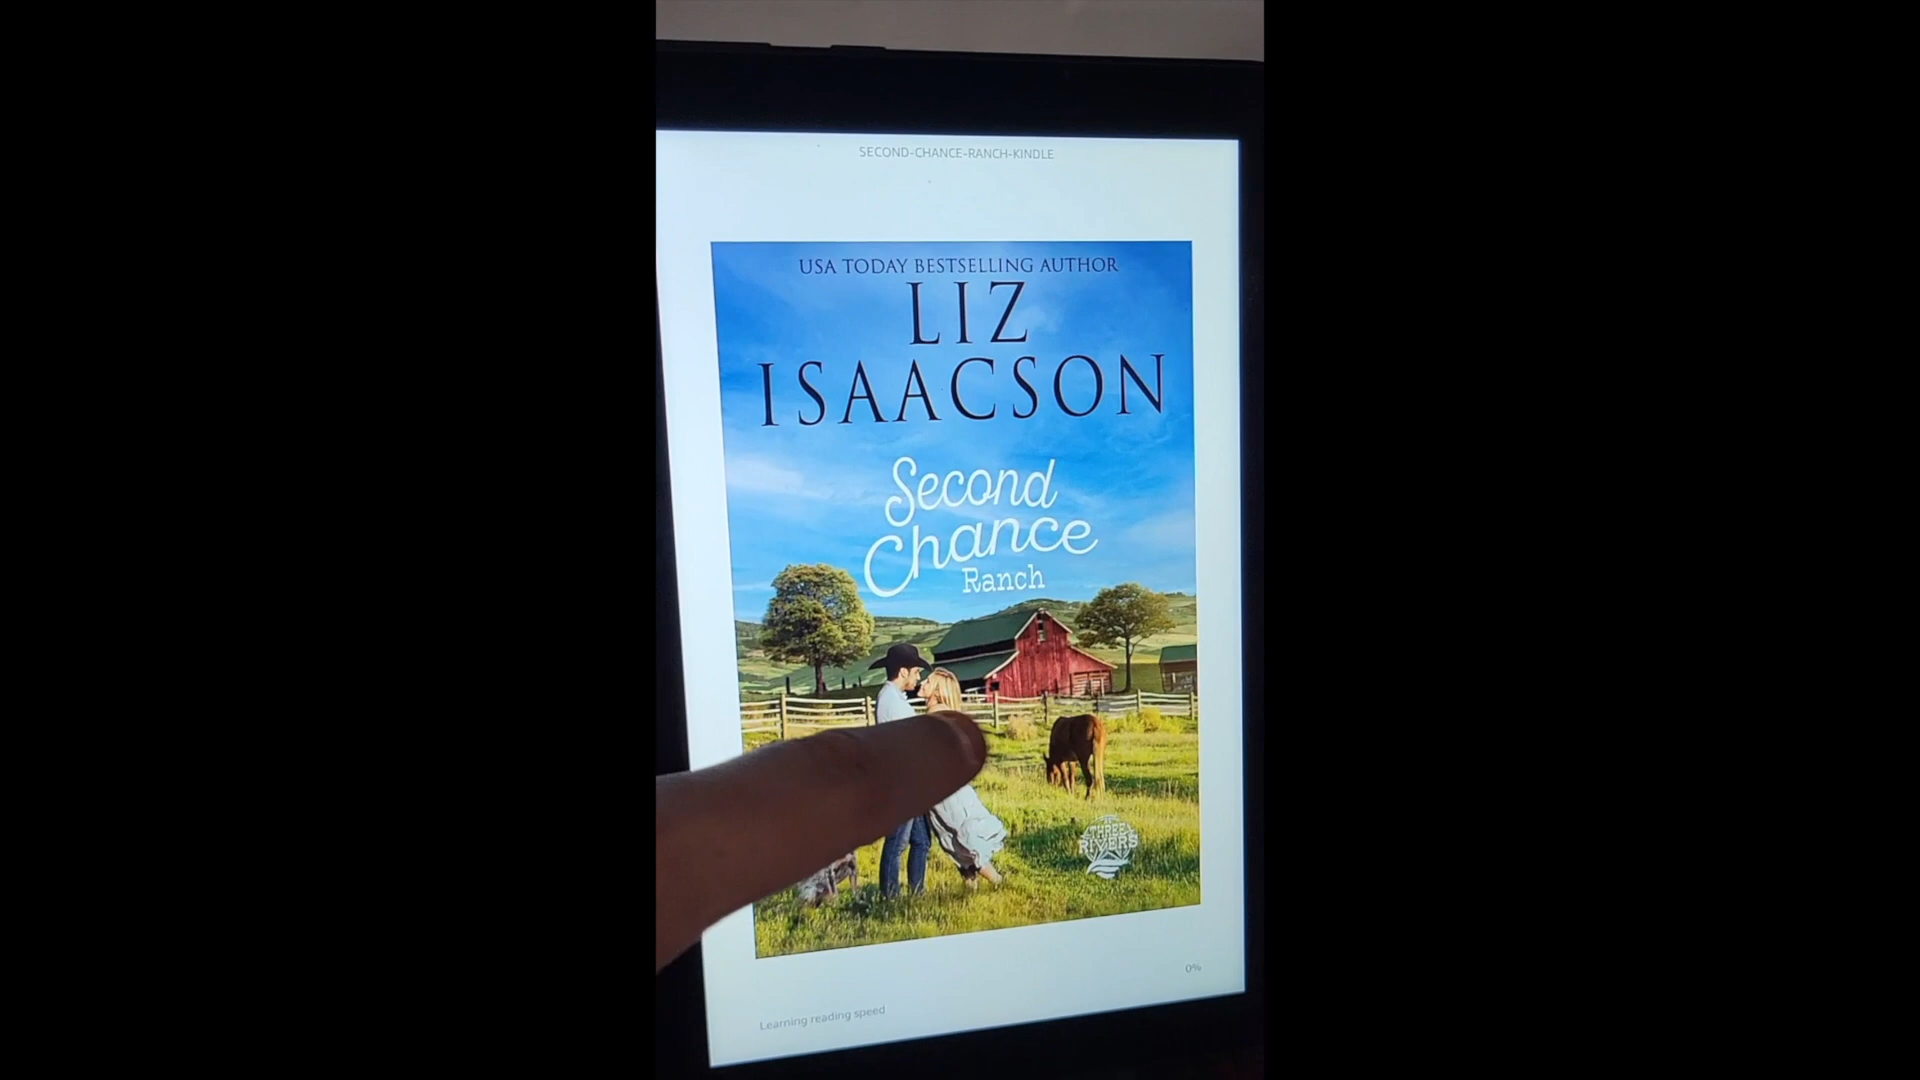 SECOND-CHANCE-RANCH-KINDLE
USA TODAY BESTSELLING AUTHOR
LIZ
ISAACSON
Second
Chance
Ranch
THREE
RIVERS
0%
Learning reading speed